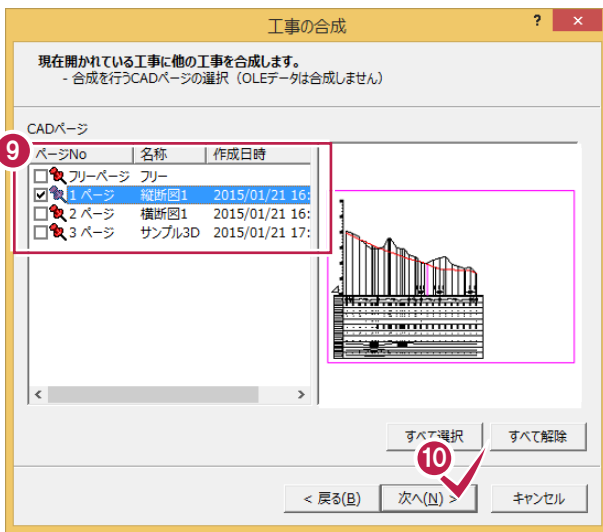 工事の合成
? ×
現在開かれている工事に他の工事を合成します。
- 合成を行うCADページの選択（OLEデータは合成しません）
CADページ
9
ページNo 名称 作成日時
フリーページ フリー
1 ページ 縦断図1 2015/01/21 16:
2 ページ 横断図1 2015/01/21 16:
3 ページ サンプル3D 2015/01/21 17:
すべて選択 すべて解除
10
< 戻る(B) 次へ(N) > キャンセル